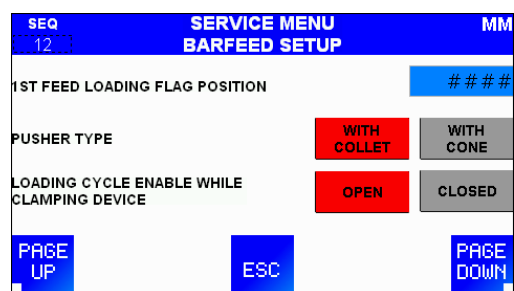 SEQ SERVICE MENU MM
12 BARFEED SETUP
1ST FEED LOADING FLAG POSITION ####
PUSHER TYPE WITH COLLET WITH CONE
LOADING CYCLE ENABLE WHILE
CLAMPING DEVICE OPEN CLOSED
PAGE UP ESC PAGE DOWN